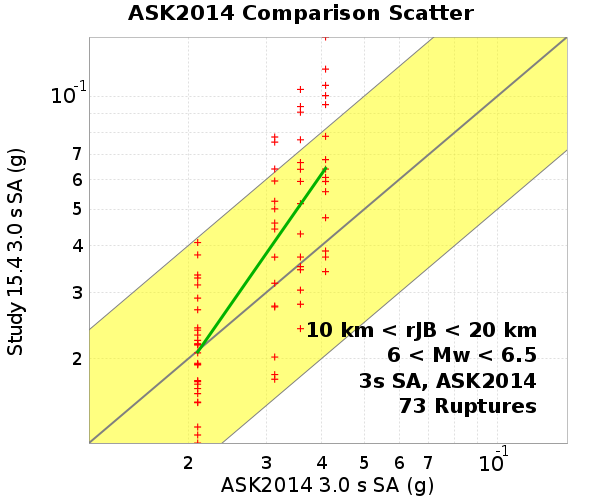 ASK2014 Comparison Scatter
Study 15.4 3.0 s SA (g)
10^-1
7
6
5
4
3
2
10 km < rJB < 20 km
6 < Mw < 6.5
3s SA, ASK2014
73 Ruptures
2 3 4 5 6 7 10^-1
ASK2014 3.0 s SA (g)